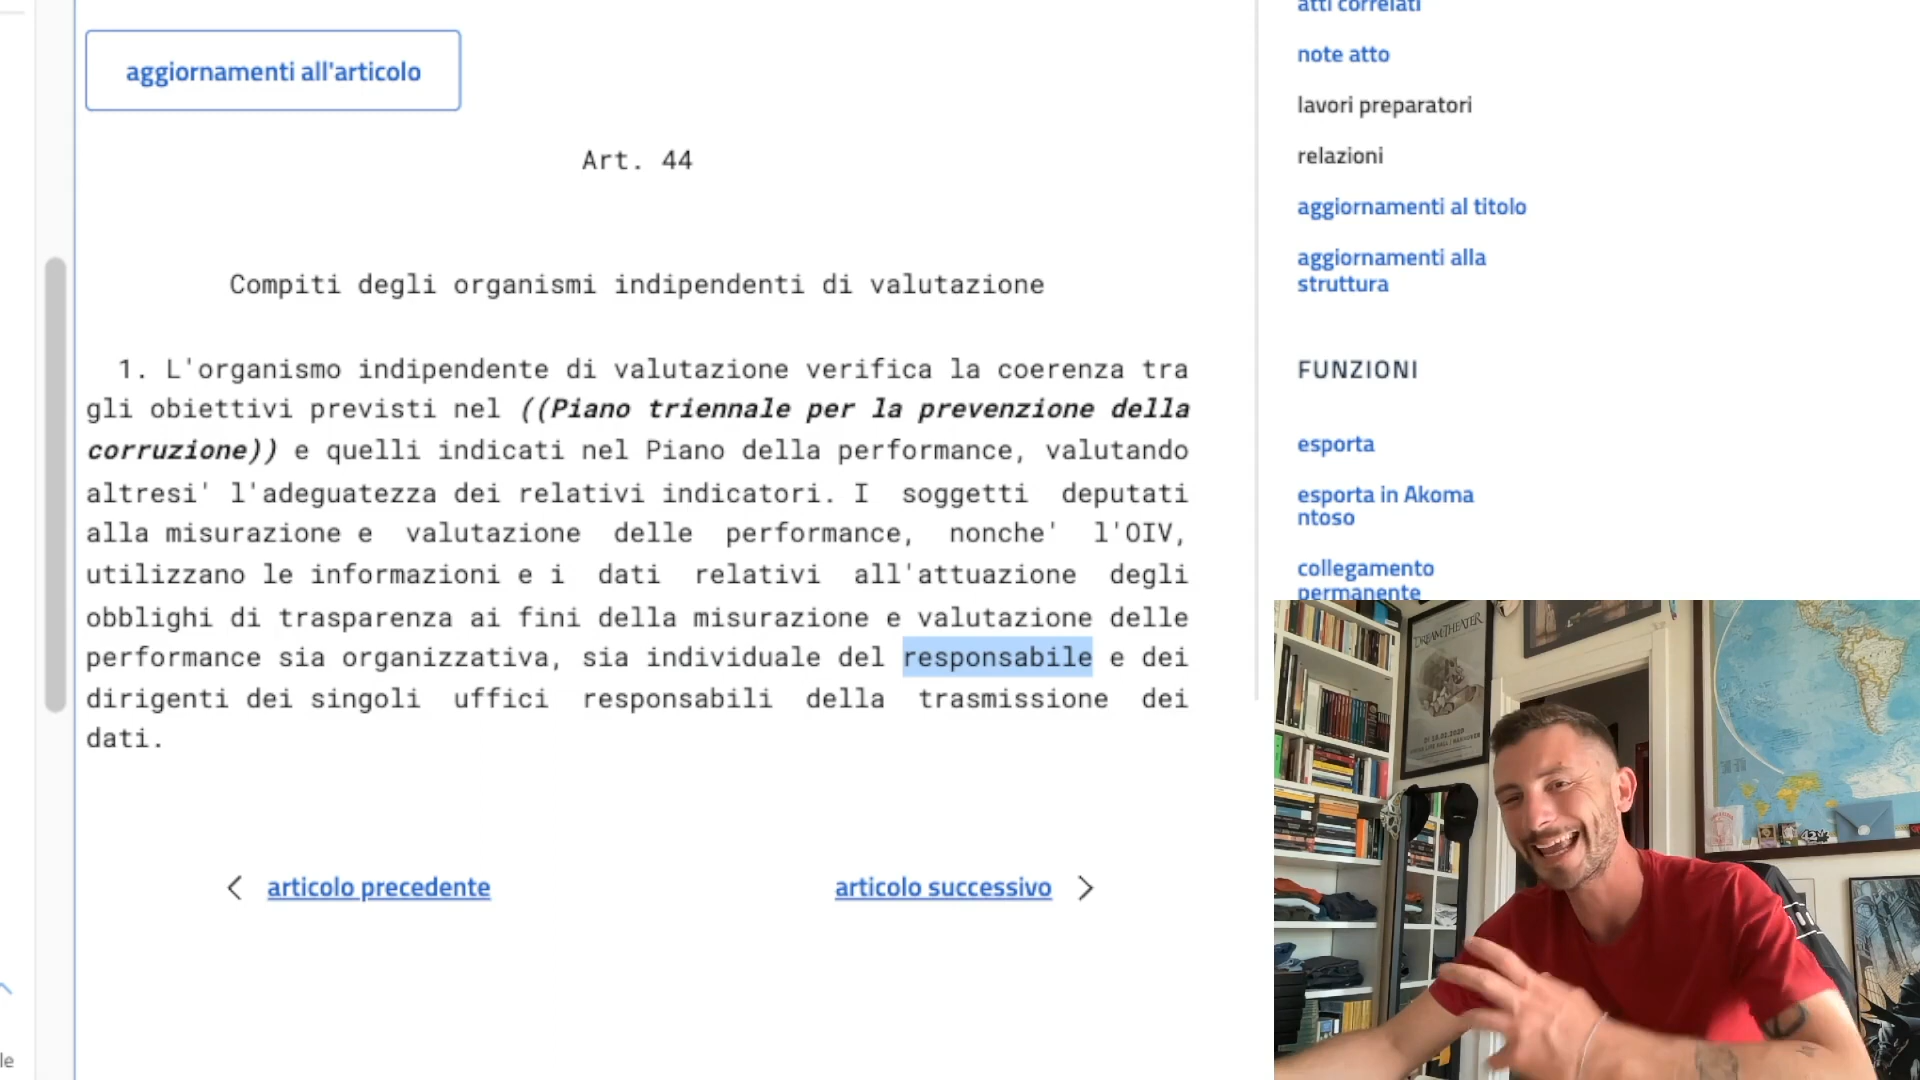 atti correlati
aggiornamenti all'articolo
note atto
lavori preparatori
relazioni
aggiornamenti al titolo
aggiornamenti alla
struttura
Art. 44
Compiti degli organismi indipendenti di valutazione
1. L'organismo indipendente di valutazione verifica la coerenza tra
gli obiettivi previsti nel ((Piano triennale per la prevenzione della
corruzione)) e quelli indicati nel Piano della performance, valutando
altresi' l'adeguatezza dei relativi indicatori. I soggetti deputati
alla misurazione e valutazione delle performance, nonche' l'OIV,
utilizzano le informazioni e i dati relativi all'attuazione degli
obblighi di trasparenza ai fini della misurazione e valutazione delle
performance sia organizzativa, sia individuale del responsabile e dei
dirigenti dei singoli uffici responsabili della trasmissione dei
dati.
FUNZIONI
esporta
esporta in Akoma
ntoso
collegamento
permanente
articolo precedente
articolo successivo
le
DREAM THEATER